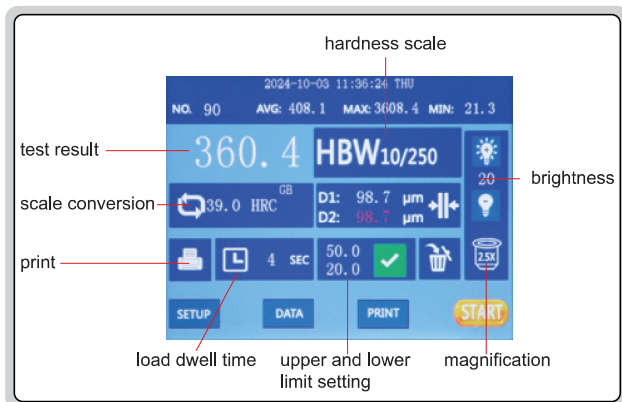 hardness scale
2024-10-03 11:36:24 THU
NO. 90 AVG: 408.1 MAX: 3608.4 MIN: 21.3
test result
360.4
HBW10/250
20
brightness
scale conversion
39.0 HRC GB
D1: 98.7 μm
D2: 98.7 μm
print
4 SEC
50.0
20.0
2.5X
SETUP
DATA
PRINT
START
load dwell time
upper and lower
limit setting
magnification